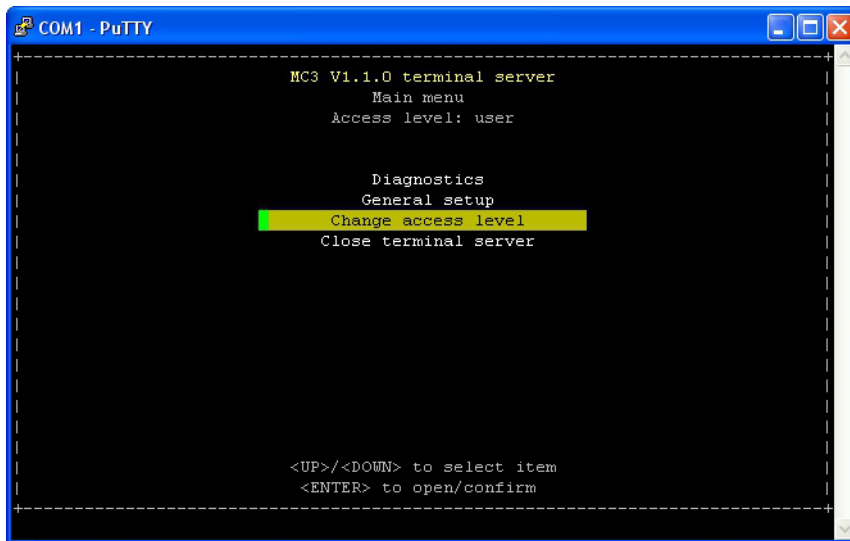 COM1 - PuTTY
MC3 V1.1.0 terminal server
Main menu
Access level: user
Diagnostics
General setup
Change access level
Close terminal server
<UP>/<DOWN> to select item
<ENTER> to open/confirm